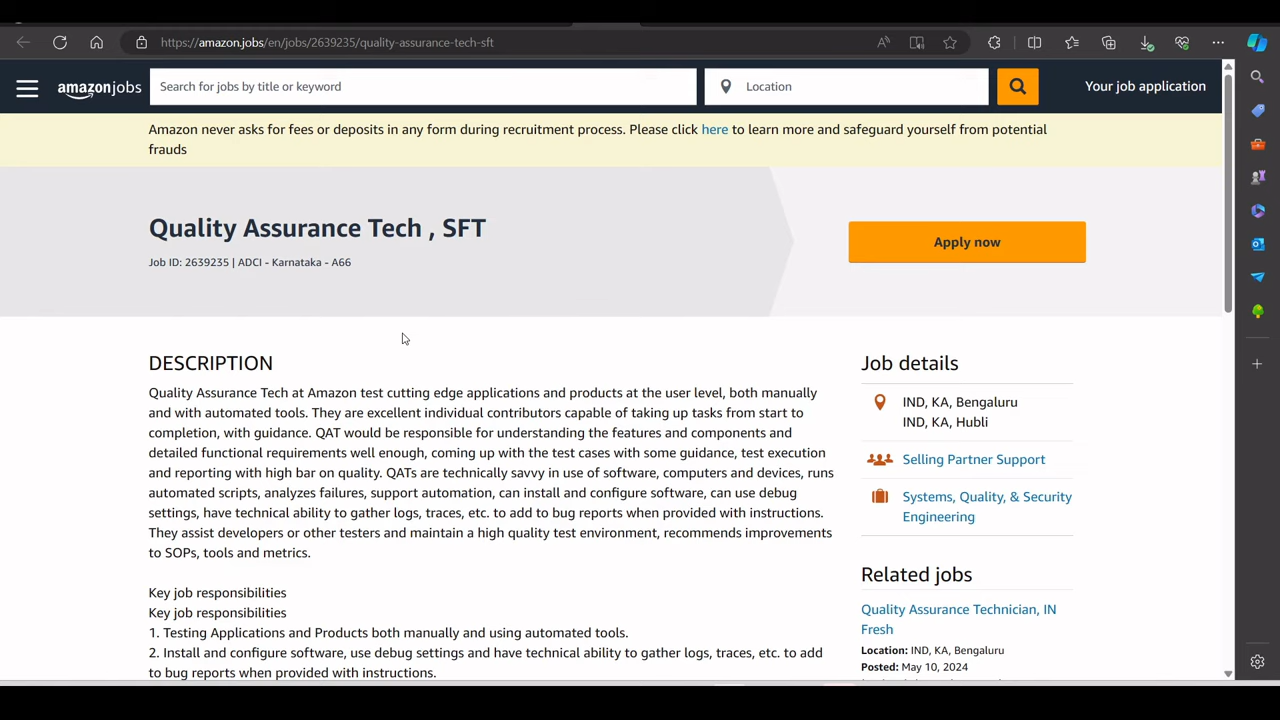 https://amazon.jobs/en/jobs/2639235/quality-assurance-tech-sft
amazonjobs
Search for jobs by title or keyword
Location
Your job application
Amazon never asks for fees or deposits in any form during recruitment process. Please click here to learn more and safeguard yourself from potential
frauds
Quality Assurance Tech , SFT
Job ID: 2639235 | ADCI - Karnataka - A66
Apply now
DESCRIPTION
Quality Assurance Tech at Amazon test cutting edge applications and products at the user level, both manually
and with automated tools. They are excellent individual contributors capable of taking up tasks from start to
completion, with guidance. QAT would be responsible for understanding the features and components and
detailed functional requirements well enough, coming up with the test cases with some guidance, test execution
and reporting with high bar on quality. QATs are technically savvy in use of software, computers and devices, runs
automated scripts, analyzes failures, support automation, can install and configure software, can use debug
settings, have technical ability to gather logs, traces, etc. to add to bug reports when provided with instructions.
They assist developers or other testers and maintain a high quality test environment, recommends improvements
to SOPs, tools and metrics.
Key job responsibilities
Key job responsibilities
1. Testing Applications and Products both manually and using automated tools.
2. Install and configure software, use debug settings and have technical ability to gather logs, traces, etc. to add
to bug reports when provided with instructions.
Job details
IND, KA, Bengaluru
IND, KA, Hubli
Selling Partner Support
Systems, Quality, & Security
Engineering
Related jobs
Quality Assurance Technician, IN
Fresh
Location: IND, KA, Bengaluru
Posted: May 10, 2024